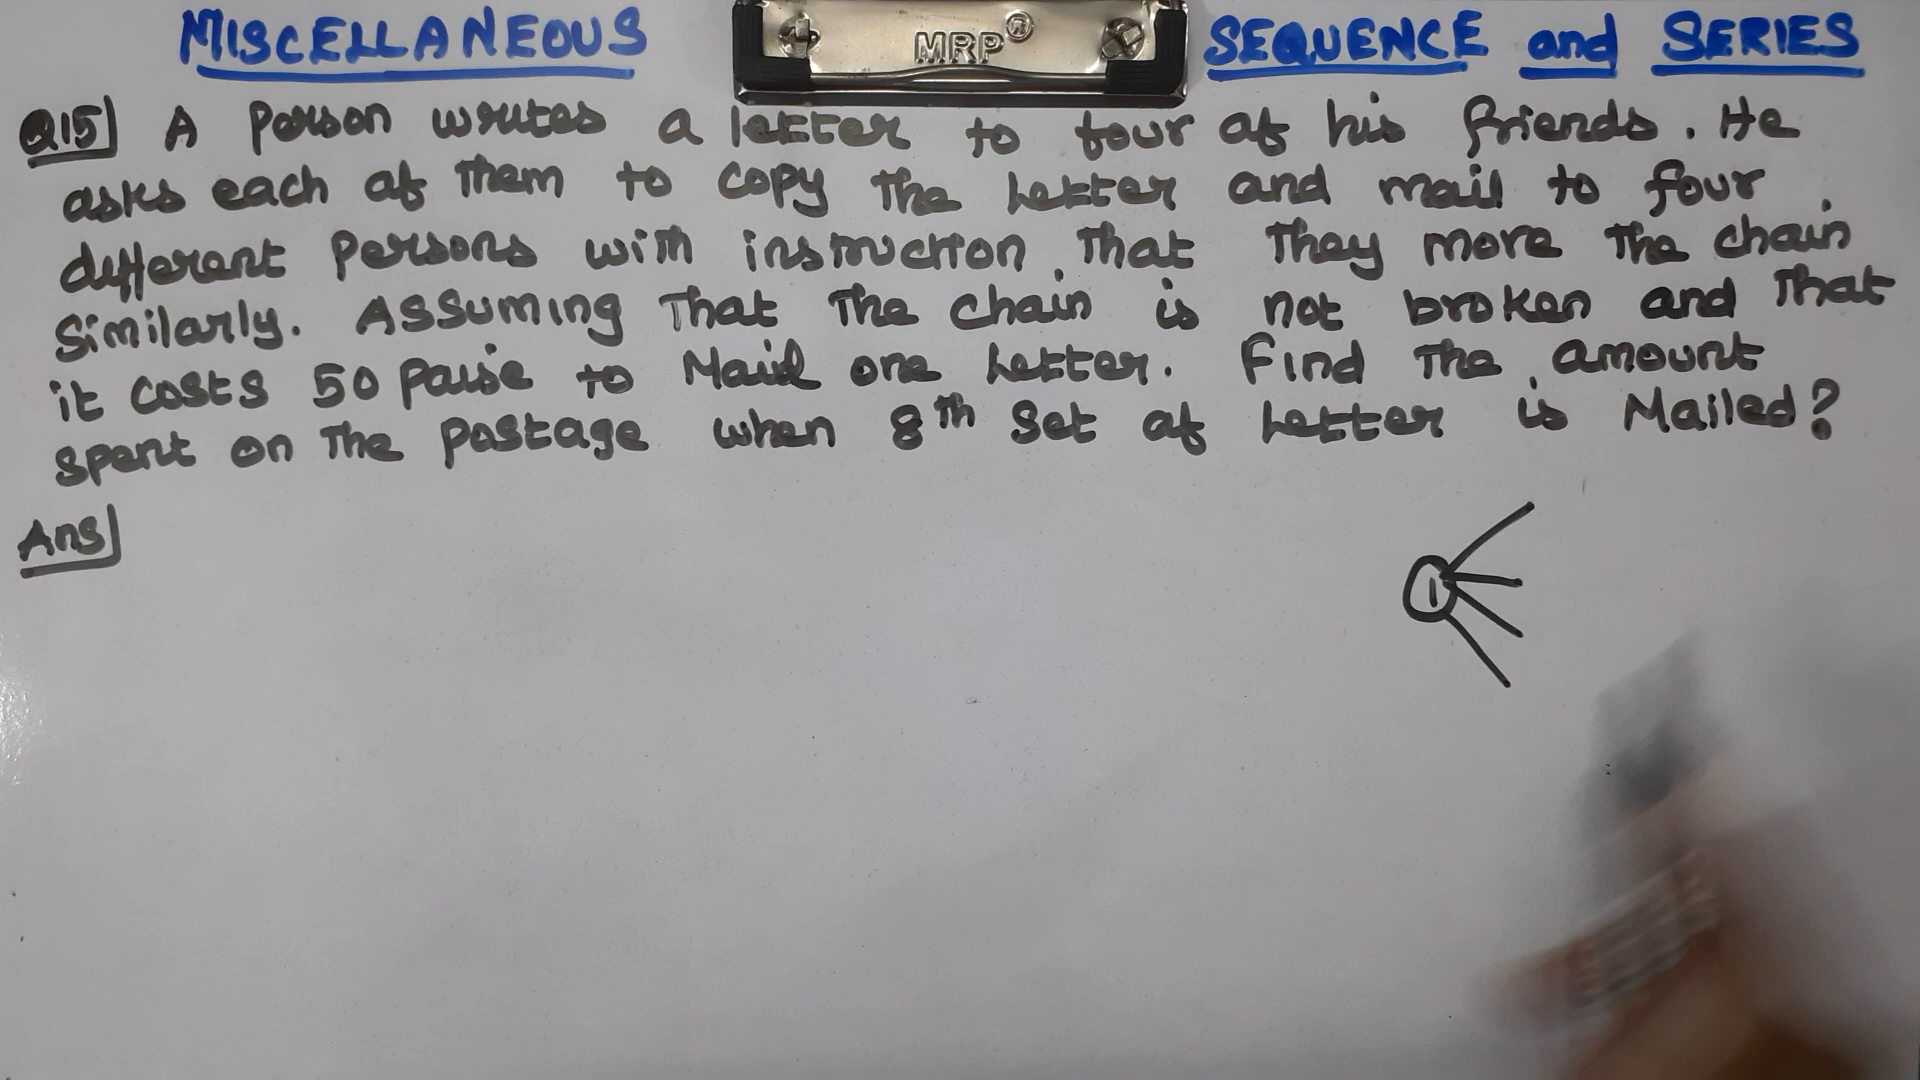 MISCELLANEOUS MRP® SEQUENCE and SERIES
Q15] A Person writes a letter to four of his friends. He
asks each of them to copy the letter and mail to four
different persons with instruction that they more the chain
similarly. Assuming that the chain is not broken and that
it costs 50 paise to Mail one letter. Find the amount
spent on the postage when 8th set of letter is Mailed?
Ans]
1